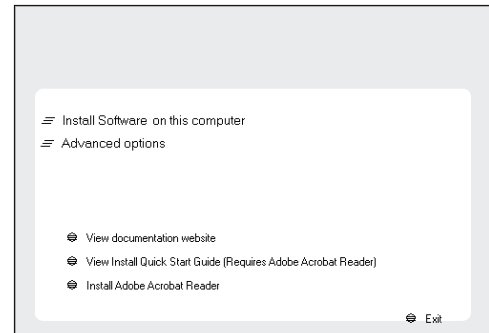 Install Software on this computer
Advanced options
View documentation website
View Install Quick Start Guide (Requires Adobe Acrobat Reader)
Install Adobe Acrobat Reader
Exit